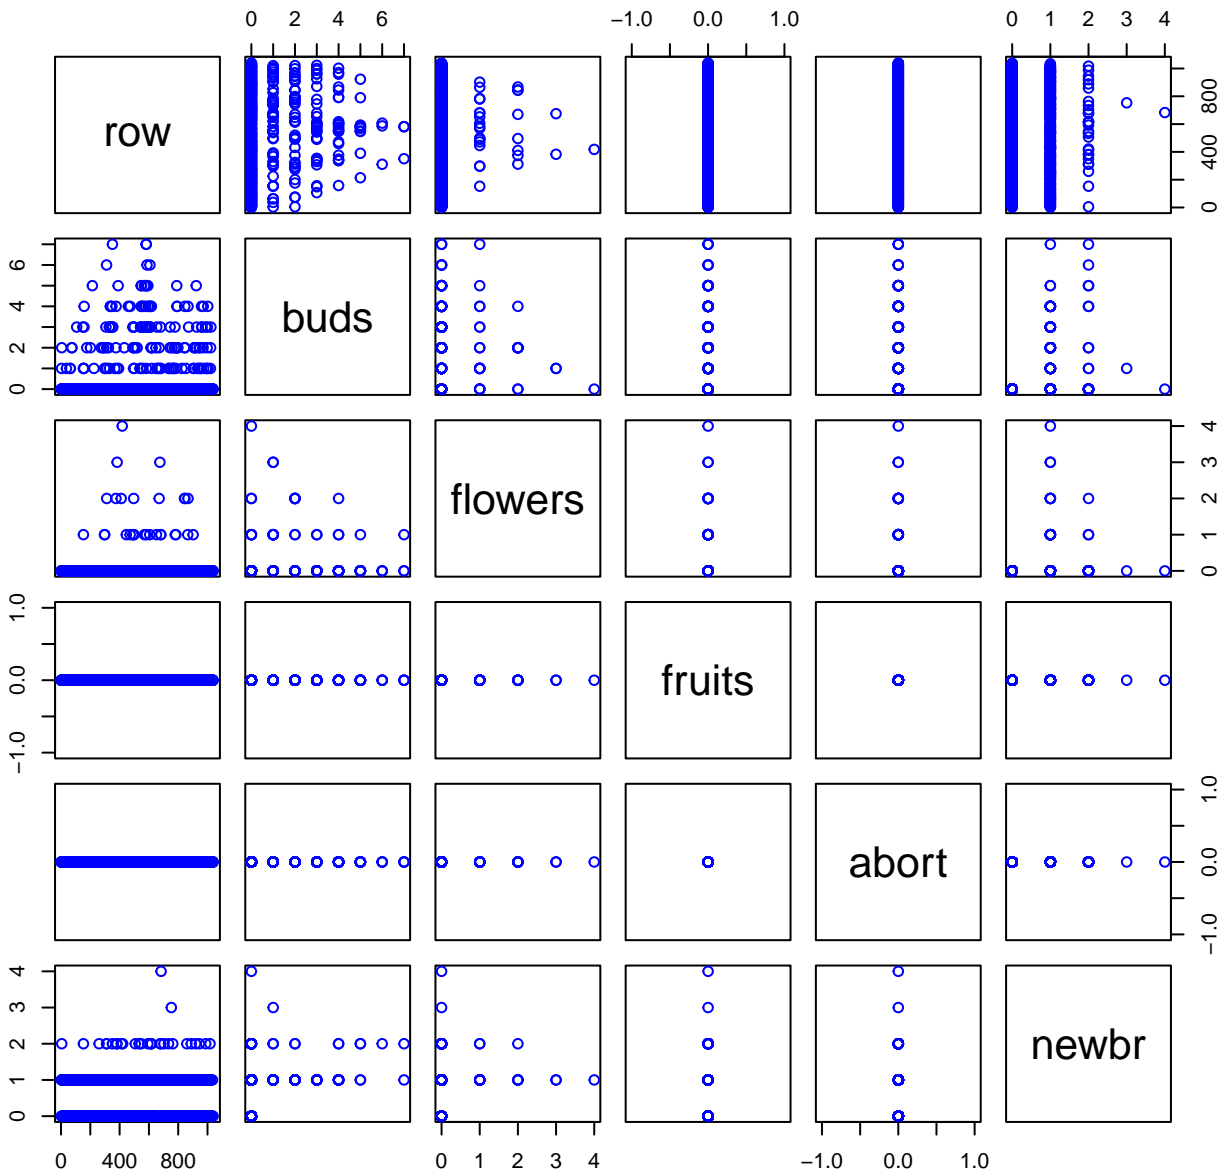 0 2 4 6 −1.0 0.0 1.0 0 1 2 3 4
row 0 400 800
0 2 4 6 buds
flowers 0 1 2 3 4
−1.0 0.0 1.0 fruits
abort −1.0 0.0 1.0
0 1 2 3 4 newbr
0 400 800 0 1 2 3 4 −1.0 0.0 1.0